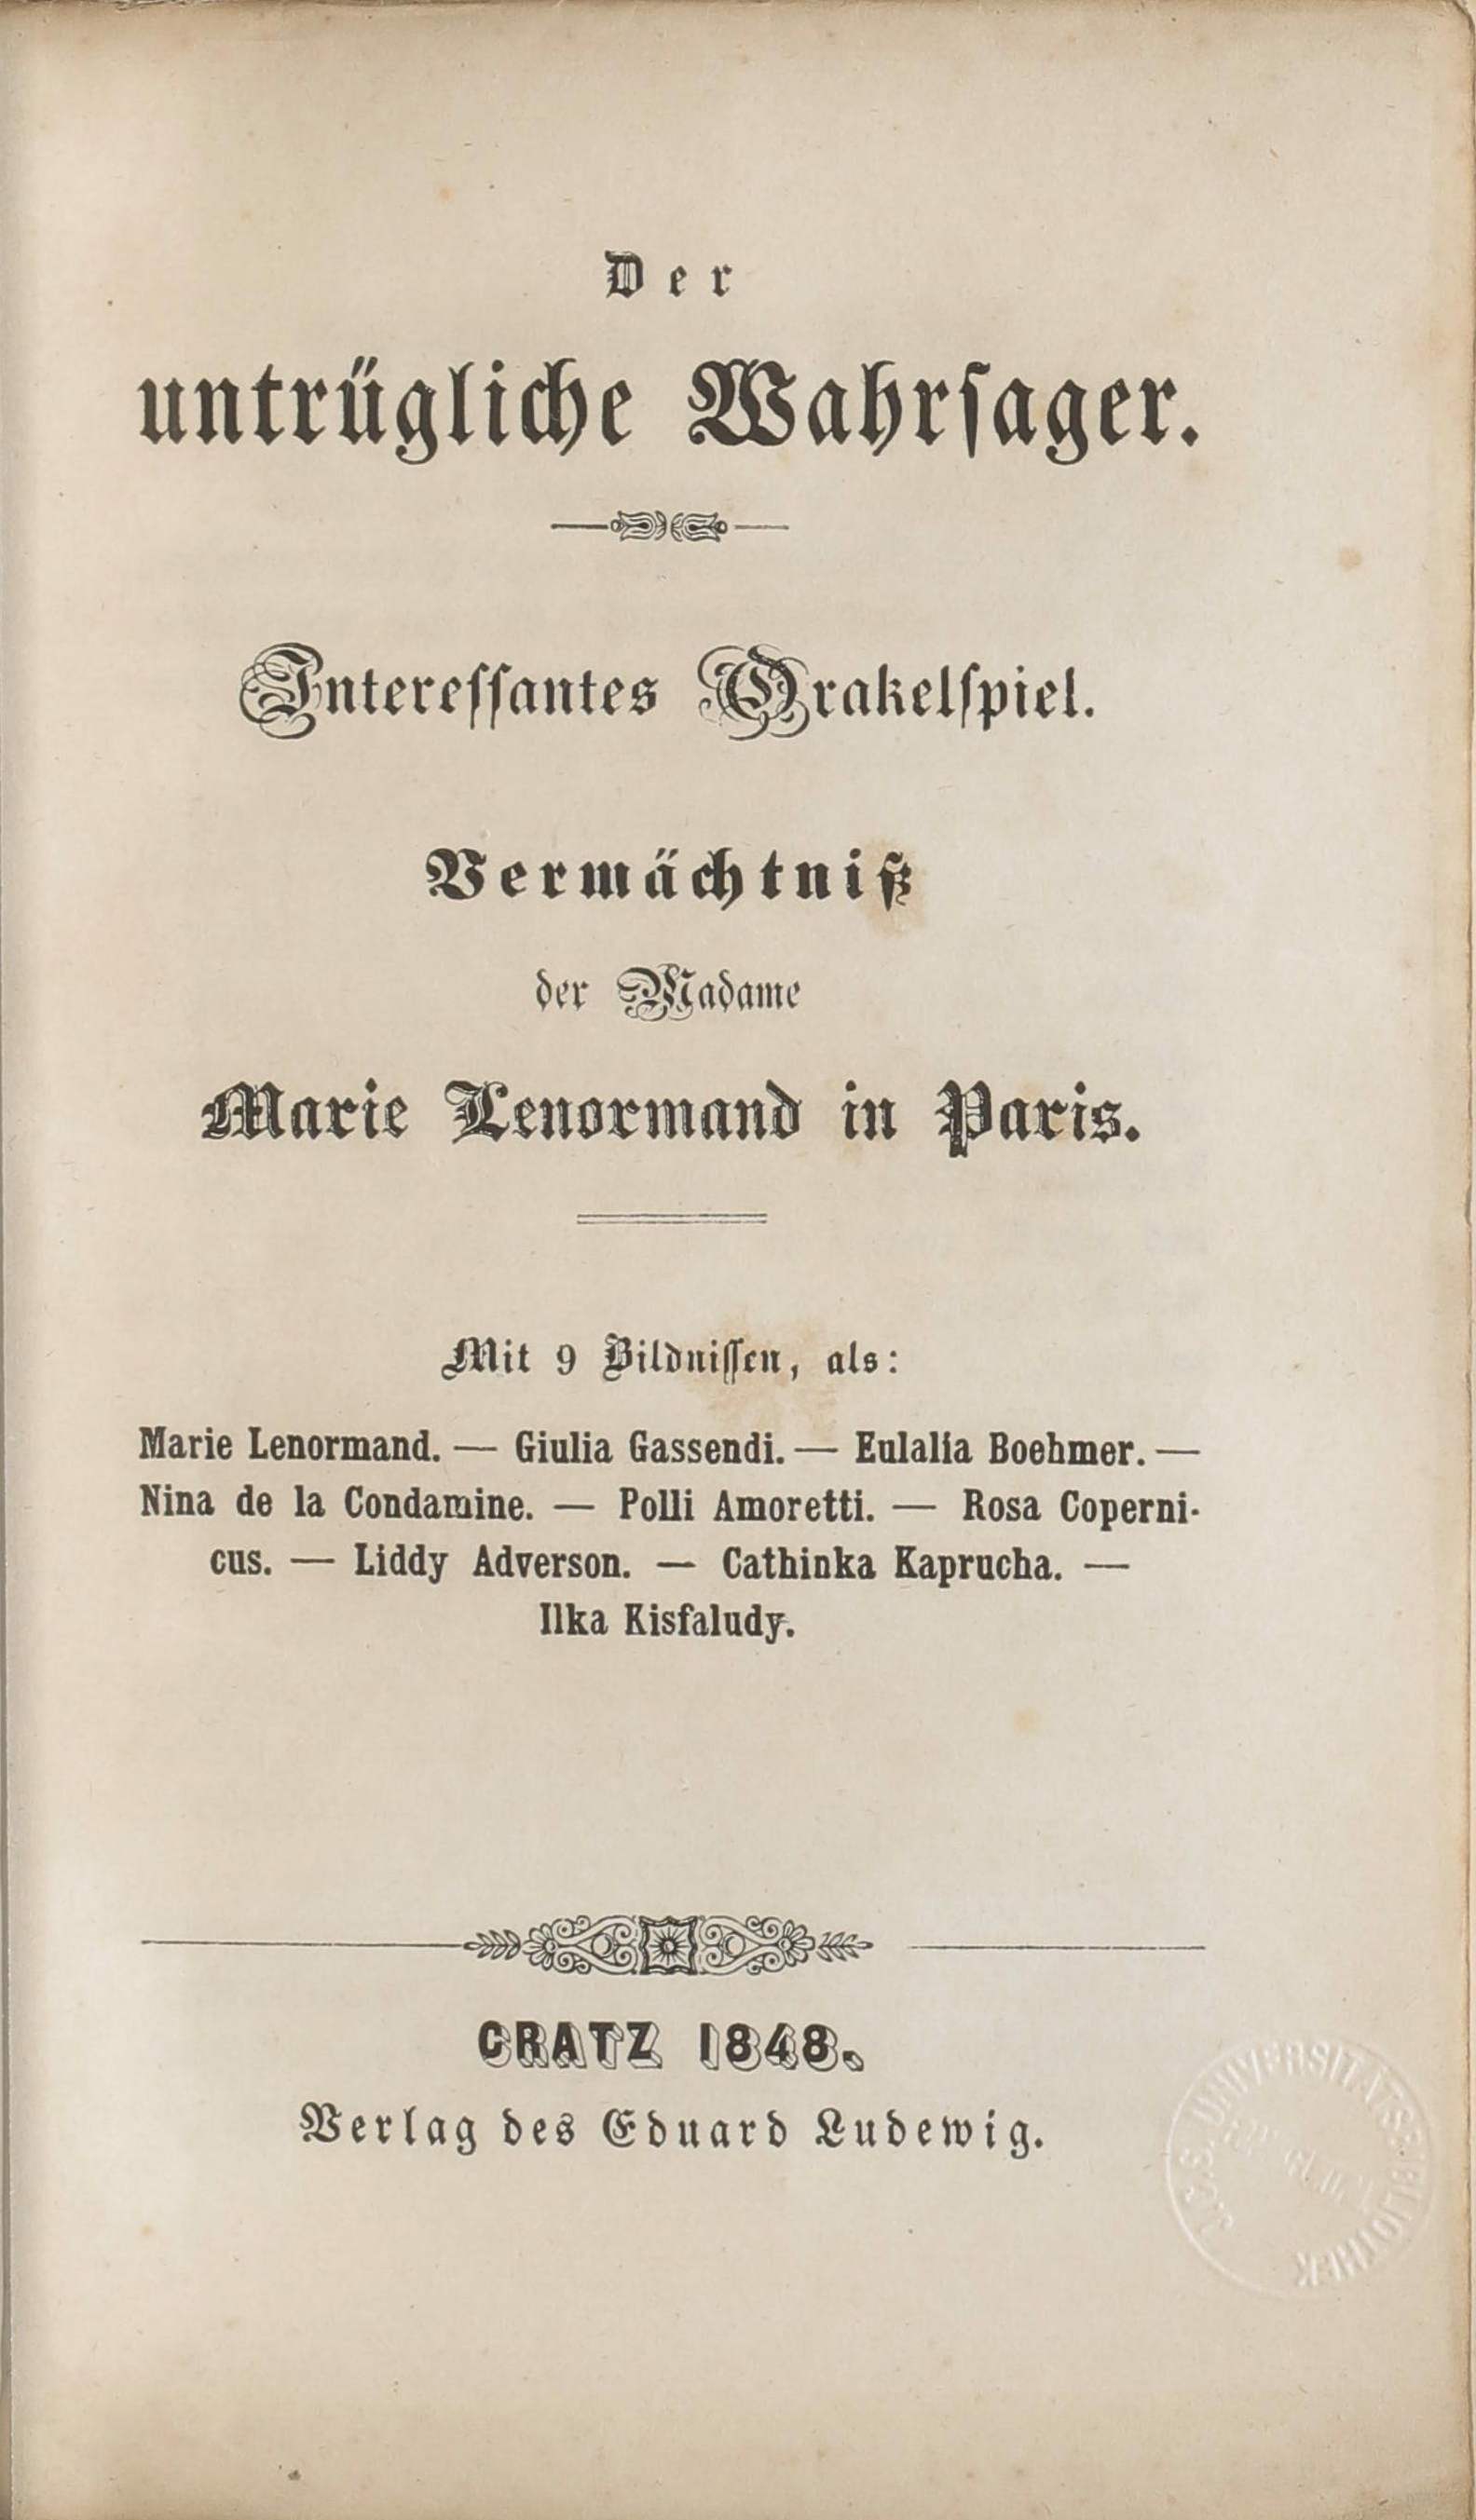 Der
untrügliche Wahrsager.
Interessantes Orakelspiel.
Vermächtniß
der Madame
Marie Lenormand in Paris.
Mit 9 Bildnissen, als:
Marie Lenormand. — Giulia Gassendi. — Eulalia Boehmer. —
Nina de la Condamine. — Polli Amoretti. — Rosa Coperni-
cus. — Liddy Adverson. — Cathinka Kaprucha. —
Ilka Kisfaludy.
GRATZ 1848.
Verlag des Eduard Ludewig.
UNIVERSITÄTS-BIBLIOTHEK